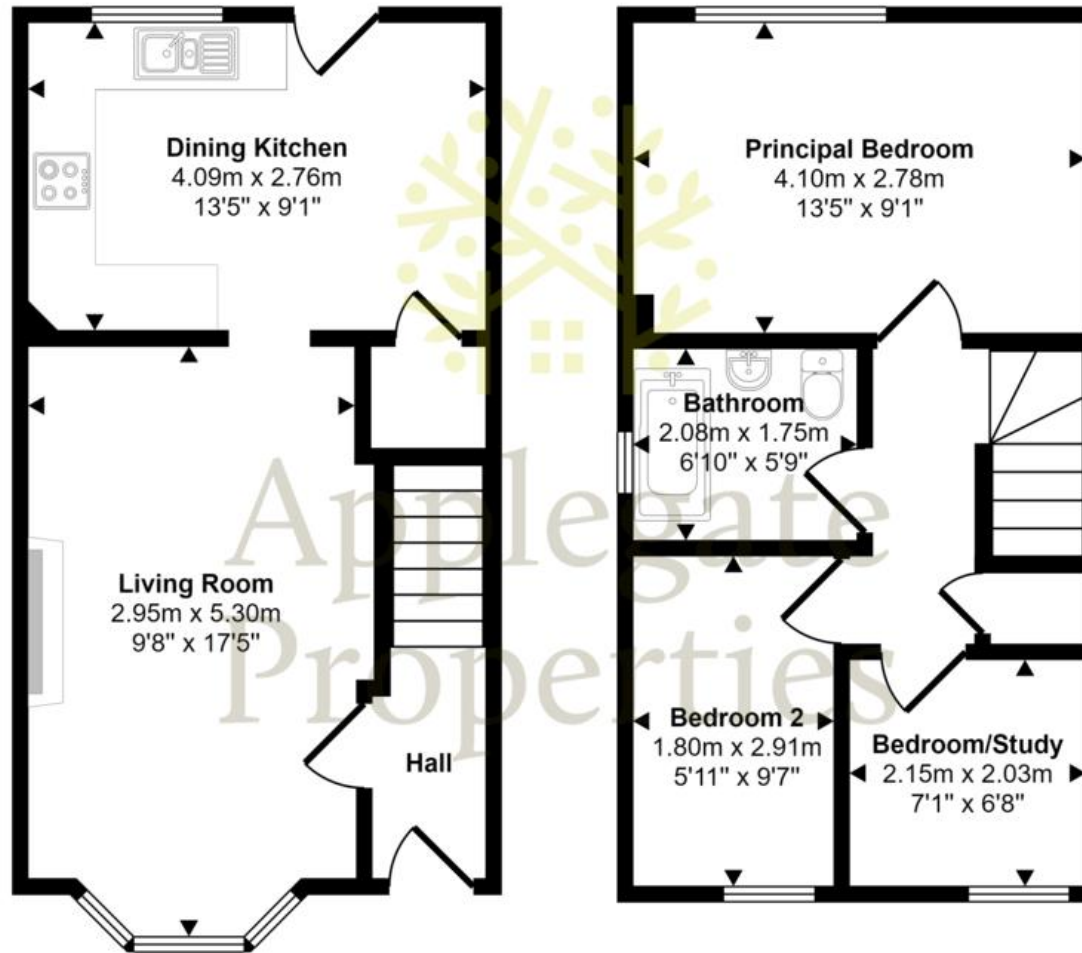 Dining Kitchen
4.09m x 2.76m
13'5" x 9'1"
Living Room
2.95m x 5.30m
9'8" x 17'5"
Hall
Principal Bedroom
4.10m x 2.78m
13'5" x 9'1"
Bathroom
2.08m x 1.75m
6'10" x 5'9"
Bedroom 2
1.80m x 2.91m
5'11" x 9'7"
Bedroom/Study
2.15m x 2.03m
7'1" x 6'8"
Applegate
Properties